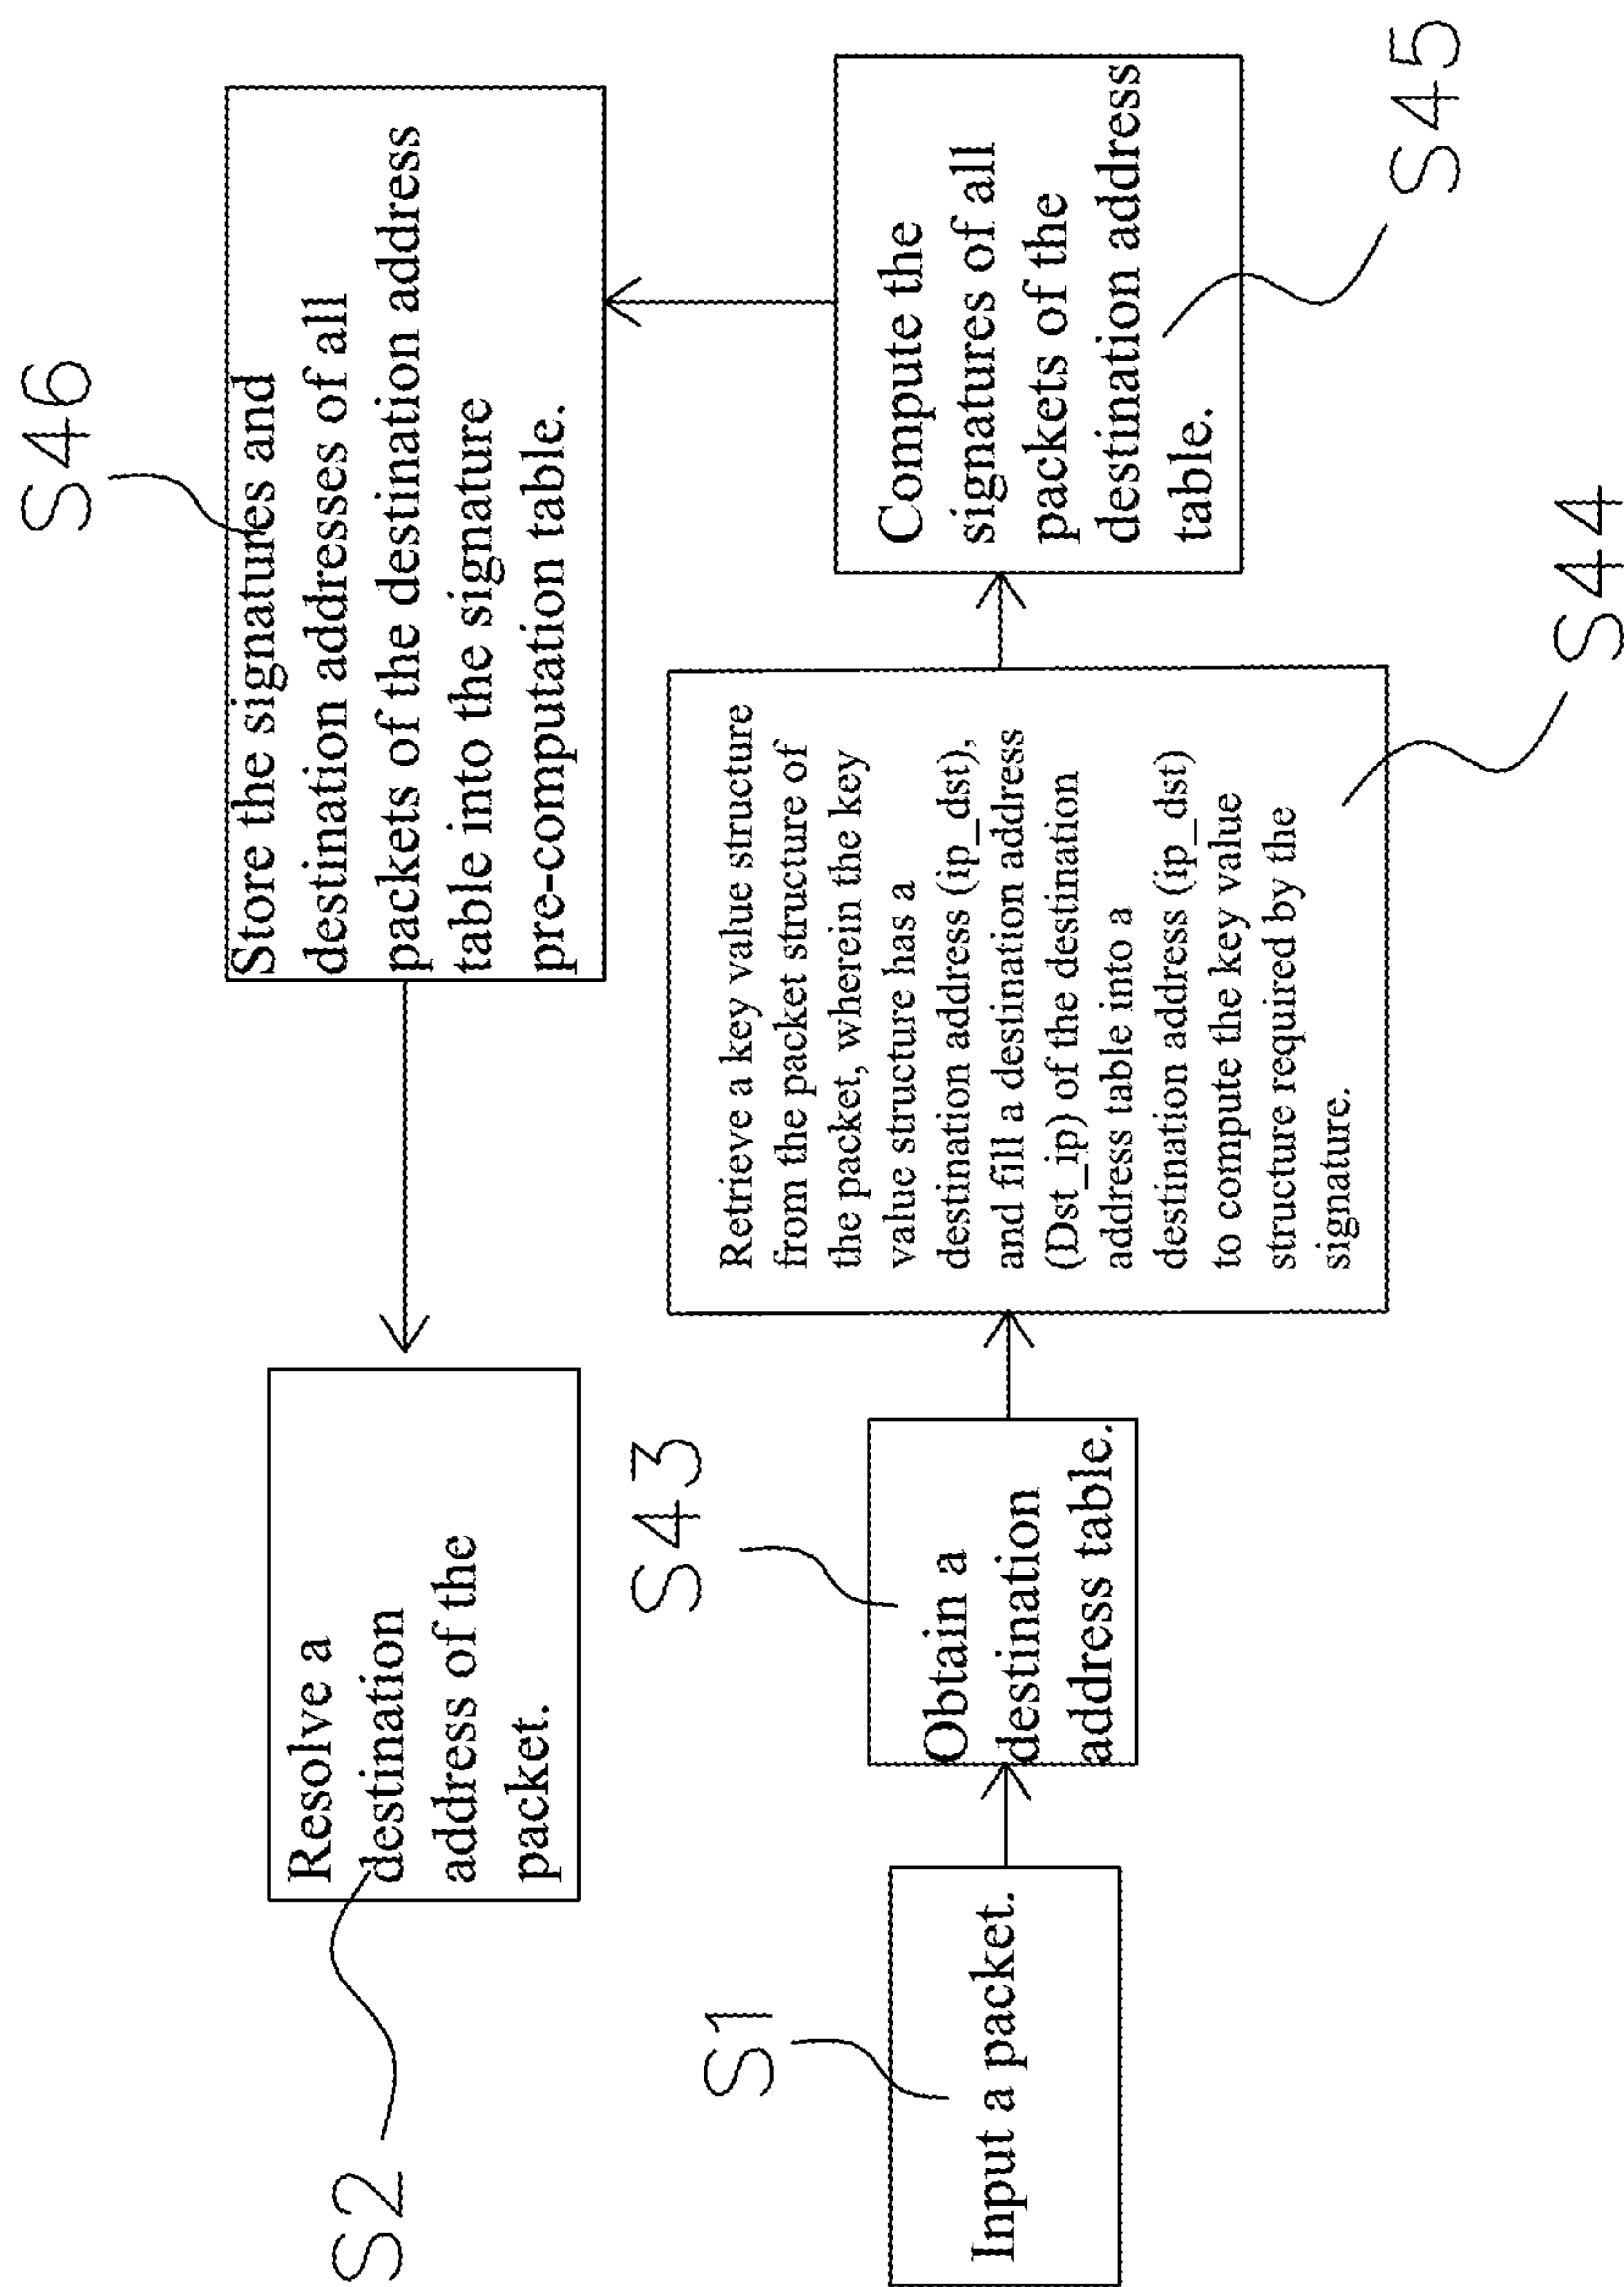 S1
Input a packet.
S43
Obtain a
destination
address table.
S44
Retrieve a key value structure
from the packet structure of
the packet, wherein the key
value structure has a
destination address (ip_dst),
and fill a destination address
(Dst_ip) of the destination
address table into a
destination address (ip_dst)
to compute the key value
structure required by the
signature.
S45
Compute the
signatures of all
packets of the
destination address
table.
S46
Store the signatures and
destination addresses of all
packets of the destination address
table into the signature
pre-computation table.
S2
Resolve a
destination
address of the
packet.